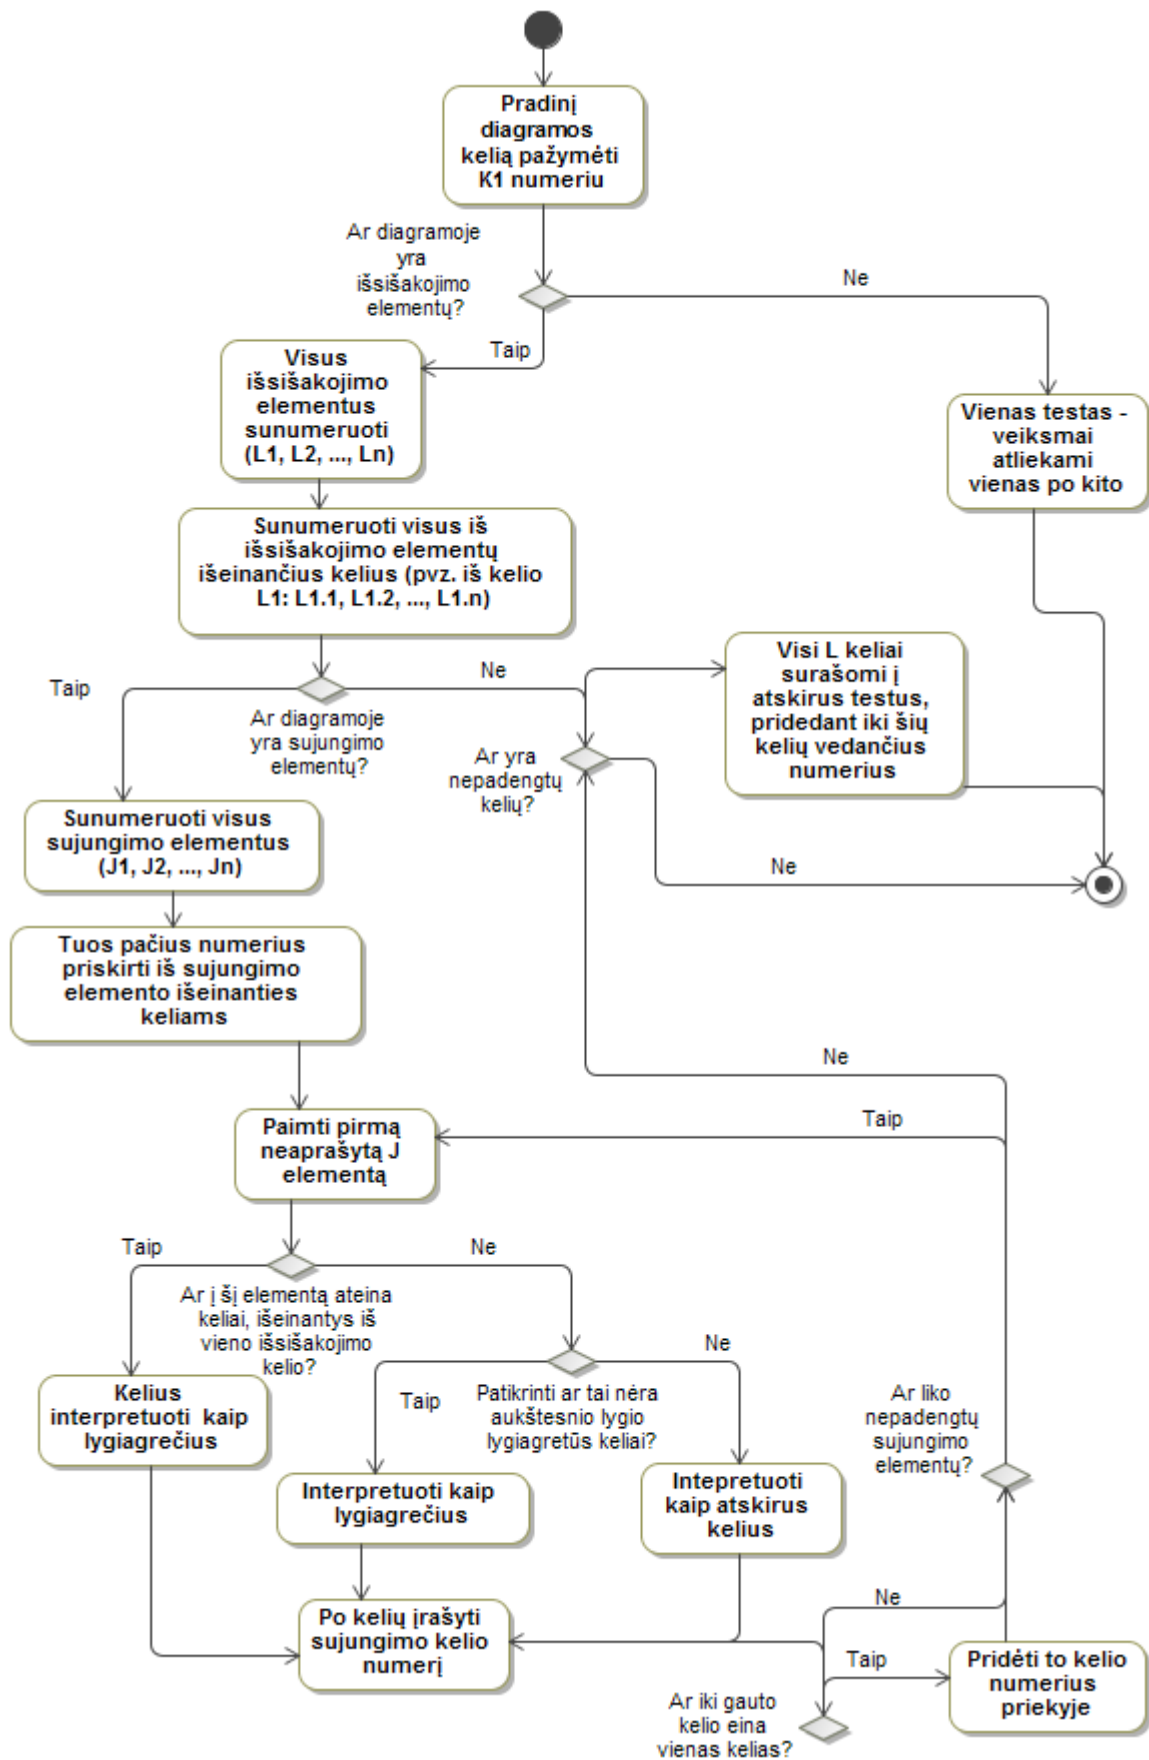 Pradinį
diagramos
kelią pažymėti
K1 numeriu
Ar diagramoje
yra
išsišakojimo
elementų?
Ne
Taip
Visus
išsišakojimo
elementus
sunumeruoti
(L1, L2, ..., Ln)
Vienas testas -
veiksmai
atliekami
vienas po kito
Sunumeruoti visus iš
išsišakojimo elementų
išeinančius kelius (pvz. iš kelio
L1: L1.1, L1.2, ..., L1.n)
Taip
Ne
Ar diagramoje
yra sujungimo
elementų?
Visi L keliai
surašomi į
atskirus testus,
pridedant iki šių
kelių vedančius
numerius
Ar yra
nepadengtų
kelių?
Ne
Sunumeruoti visus
sujungimo elementus
(J1, J2, ..., Jn)
Tuos pačius numerius
priskirti iš sujungimo
elemento išeinanties
keliams
Ne
Taip
Paimti pirmą
neaprašytą J
elementą
Taip
Ne
Ar į šį elementą ateina
keliai, išeinantys iš
vieno išsišakojimo
kelio?
Ne
Kelius
interpretuoti kaip
lygiagrečius
Taip
Patikrinti ar tai nėra
aukštesnio lygio
lygiagretūs keliai?
Ar liko
nepadengtų
sujungimo
elementų?
Interpretuoti kaip
lygiagrečius
Intepretuoti
kaip atskirus
kelius
Ne
Po kelių įrašyti
sujungimo kelio
numerį
Taip
Pridėti to kelio
numerius
priekyje
Ar iki gauto
kelio eina
vienas kelias?